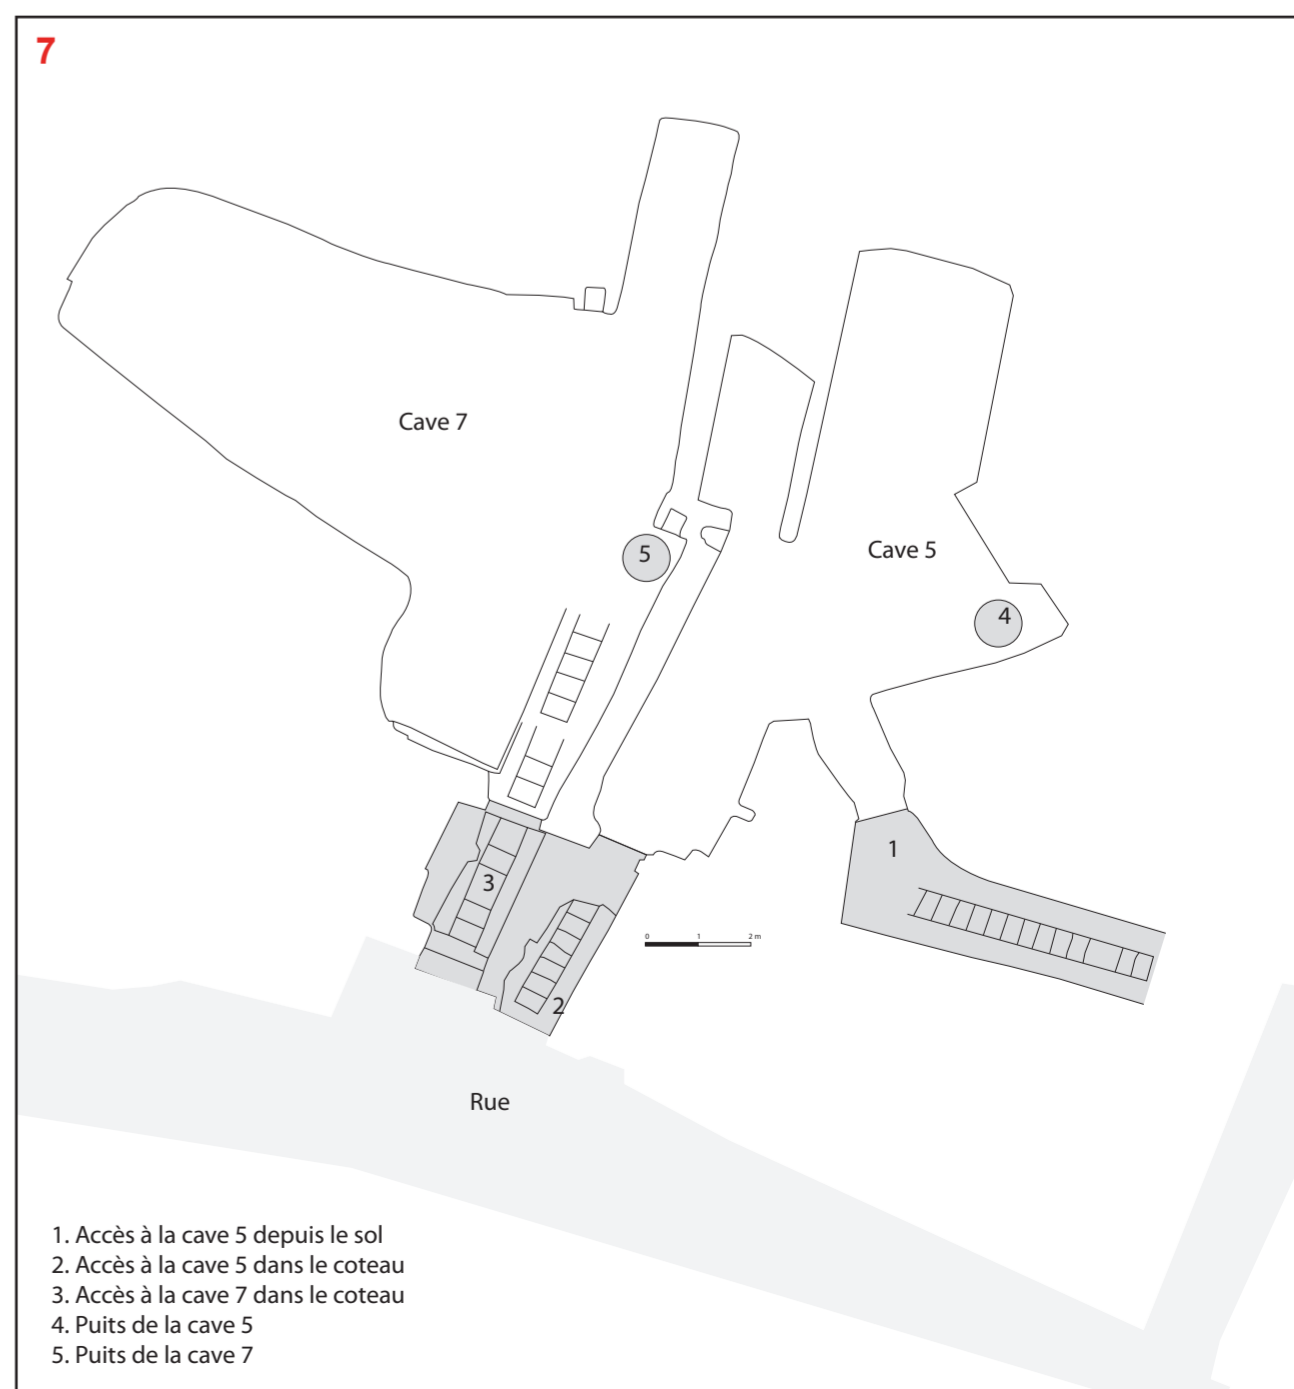 7
Cave 7
5
Cave 5
4
1
3
0 1 2 m
2
Rue
1. Accès à la cave 5 depuis le sol
2. Accès à la cave 5 dans le coteau
3. Accès à la cave 7 dans le coteau
4. Puits de la cave 5
5. Puits de la cave 7